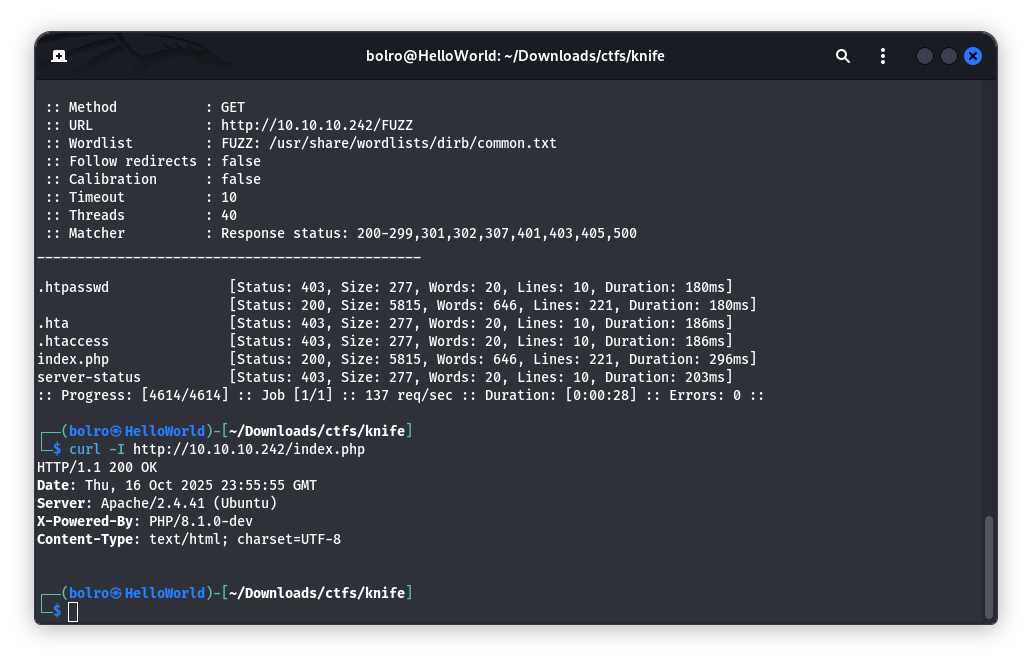 bolro@HelloWorld: ~/Downloads/ctfs/knife
:: Method           : GET
:: URL              : http://10.10.10.242/FUZZ
:: Wordlist         : FUZZ: /usr/share/wordlists/dirb/common.txt
:: Follow redirects : false
:: Calibration      : false
:: Timeout          : 10
:: Threads          : 40
:: Matcher          : Response status: 200-299,301,302,307,401,403,405,500
________________________________________________
.htpasswd               [Status: 403, Size: 277, Words: 20, Lines: 10, Duration: 180ms]
                        [Status: 200, Size: 5815, Words: 646, Lines: 221, Duration: 180ms]
.hta                    [Status: 403, Size: 277, Words: 20, Lines: 10, Duration: 186ms]
.htaccess               [Status: 403, Size: 277, Words: 20, Lines: 10, Duration: 186ms]
index.php               [Status: 200, Size: 5815, Words: 646, Lines: 221, Duration: 296ms]
server-status           [Status: 403, Size: 277, Words: 20, Lines: 10, Duration: 203ms]
:: Progress: [4614/4614] :: Job [1/1] :: 137 req/sec :: Duration: [0:00:28] :: Errors: 0 ::
┌──(bolro㉿HelloWorld)-[~/Downloads/ctfs/knife]
└─$ curl -I http://10.10.10.242/index.php
HTTP/1.1 200 OK
Date: Thu, 16 Oct 2025 23:55:55 GMT
Server: Apache/2.4.41 (Ubuntu)
X-Powered-By: PHP/8.1.0-dev
Content-Type: text/html; charset=UTF-8
┌──(bolro㉿HelloWorld)-[~/Downloads/ctfs/knife]
└─$